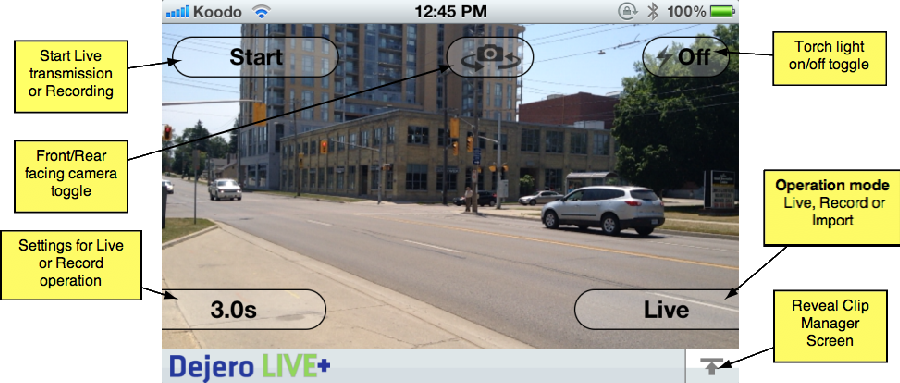 Koodo
12:45 PM
100%
Start Live
transmission
or Recording
Start
Off
Torch light
on/off toggle
Front/Rear
facing camera
toggle
Operation mode
Live, Record or
Import
Settings for Live
or Record
operation
3.0s
Live
Reveal Clip
Manager
Screen
Dejero LIVE+